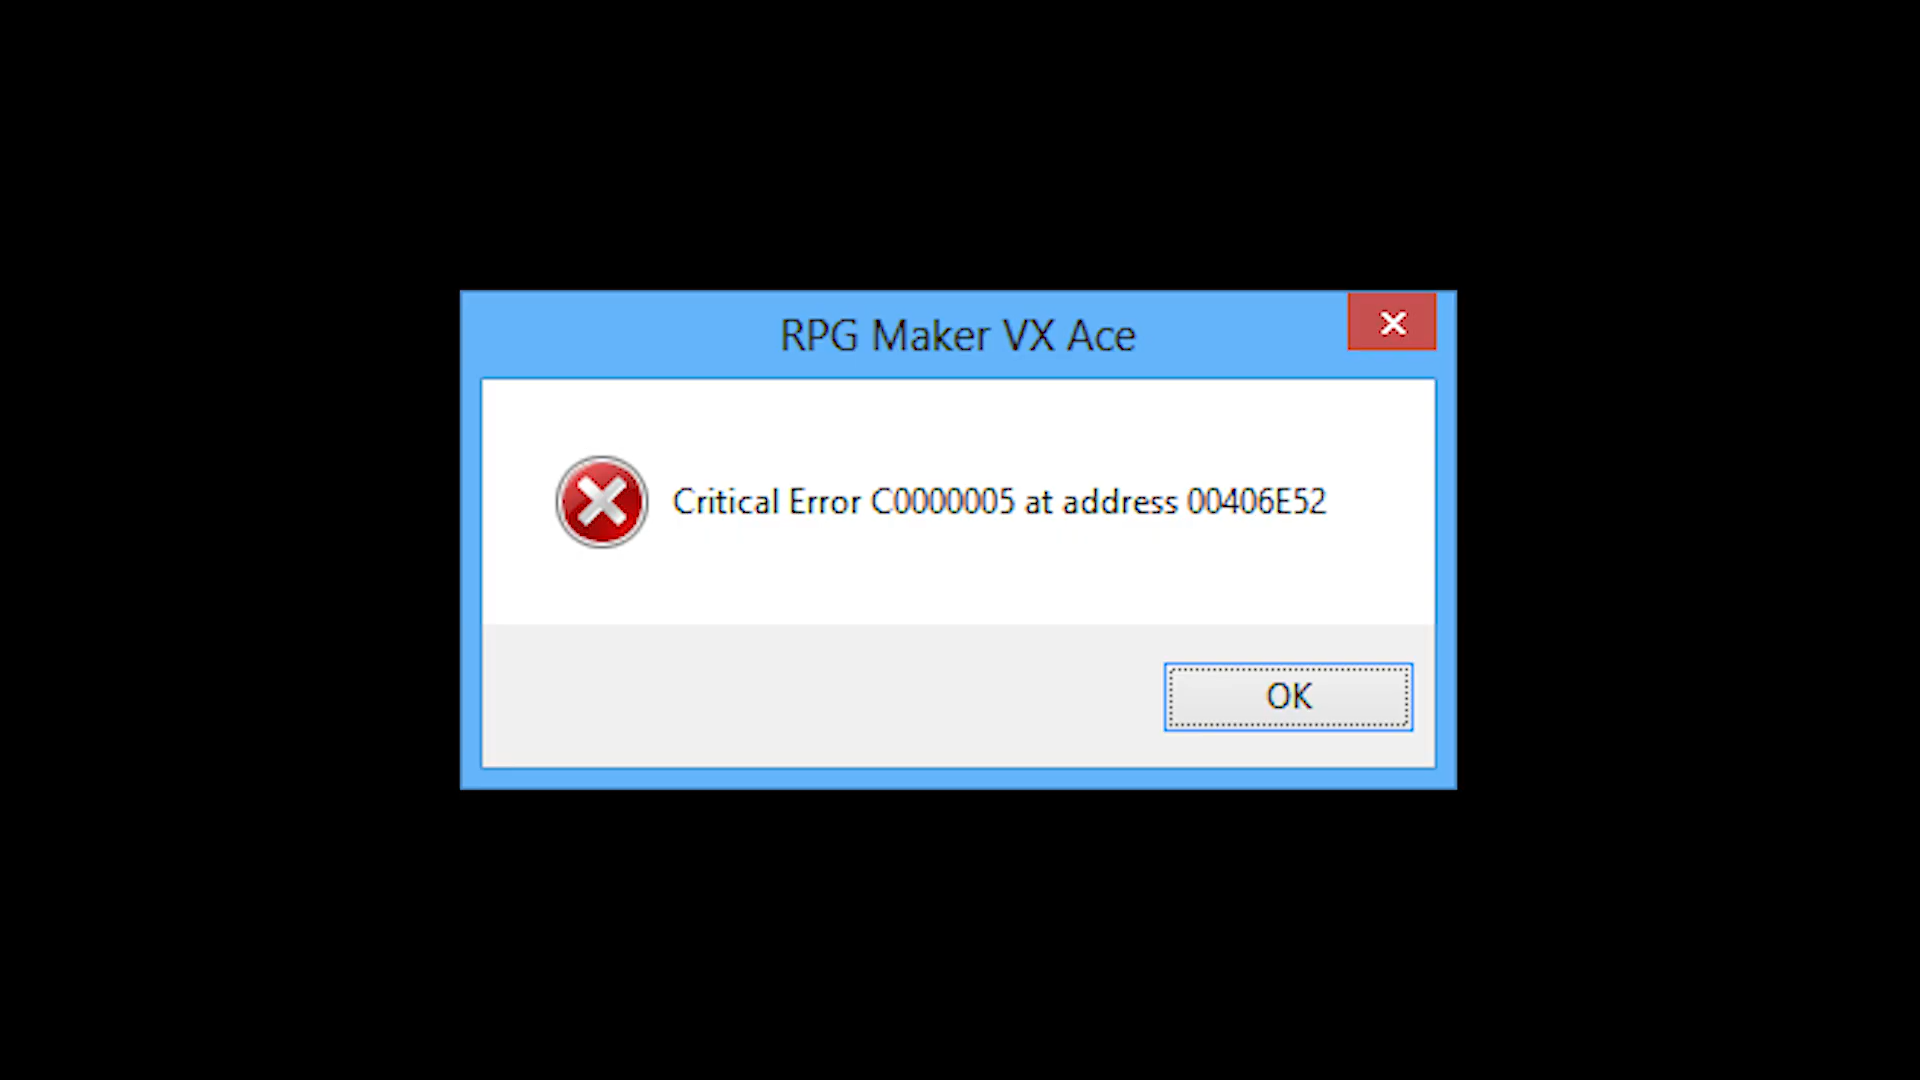 RPG Maker VX Ace
Critical Error C0000005 at address 00406E52
OK